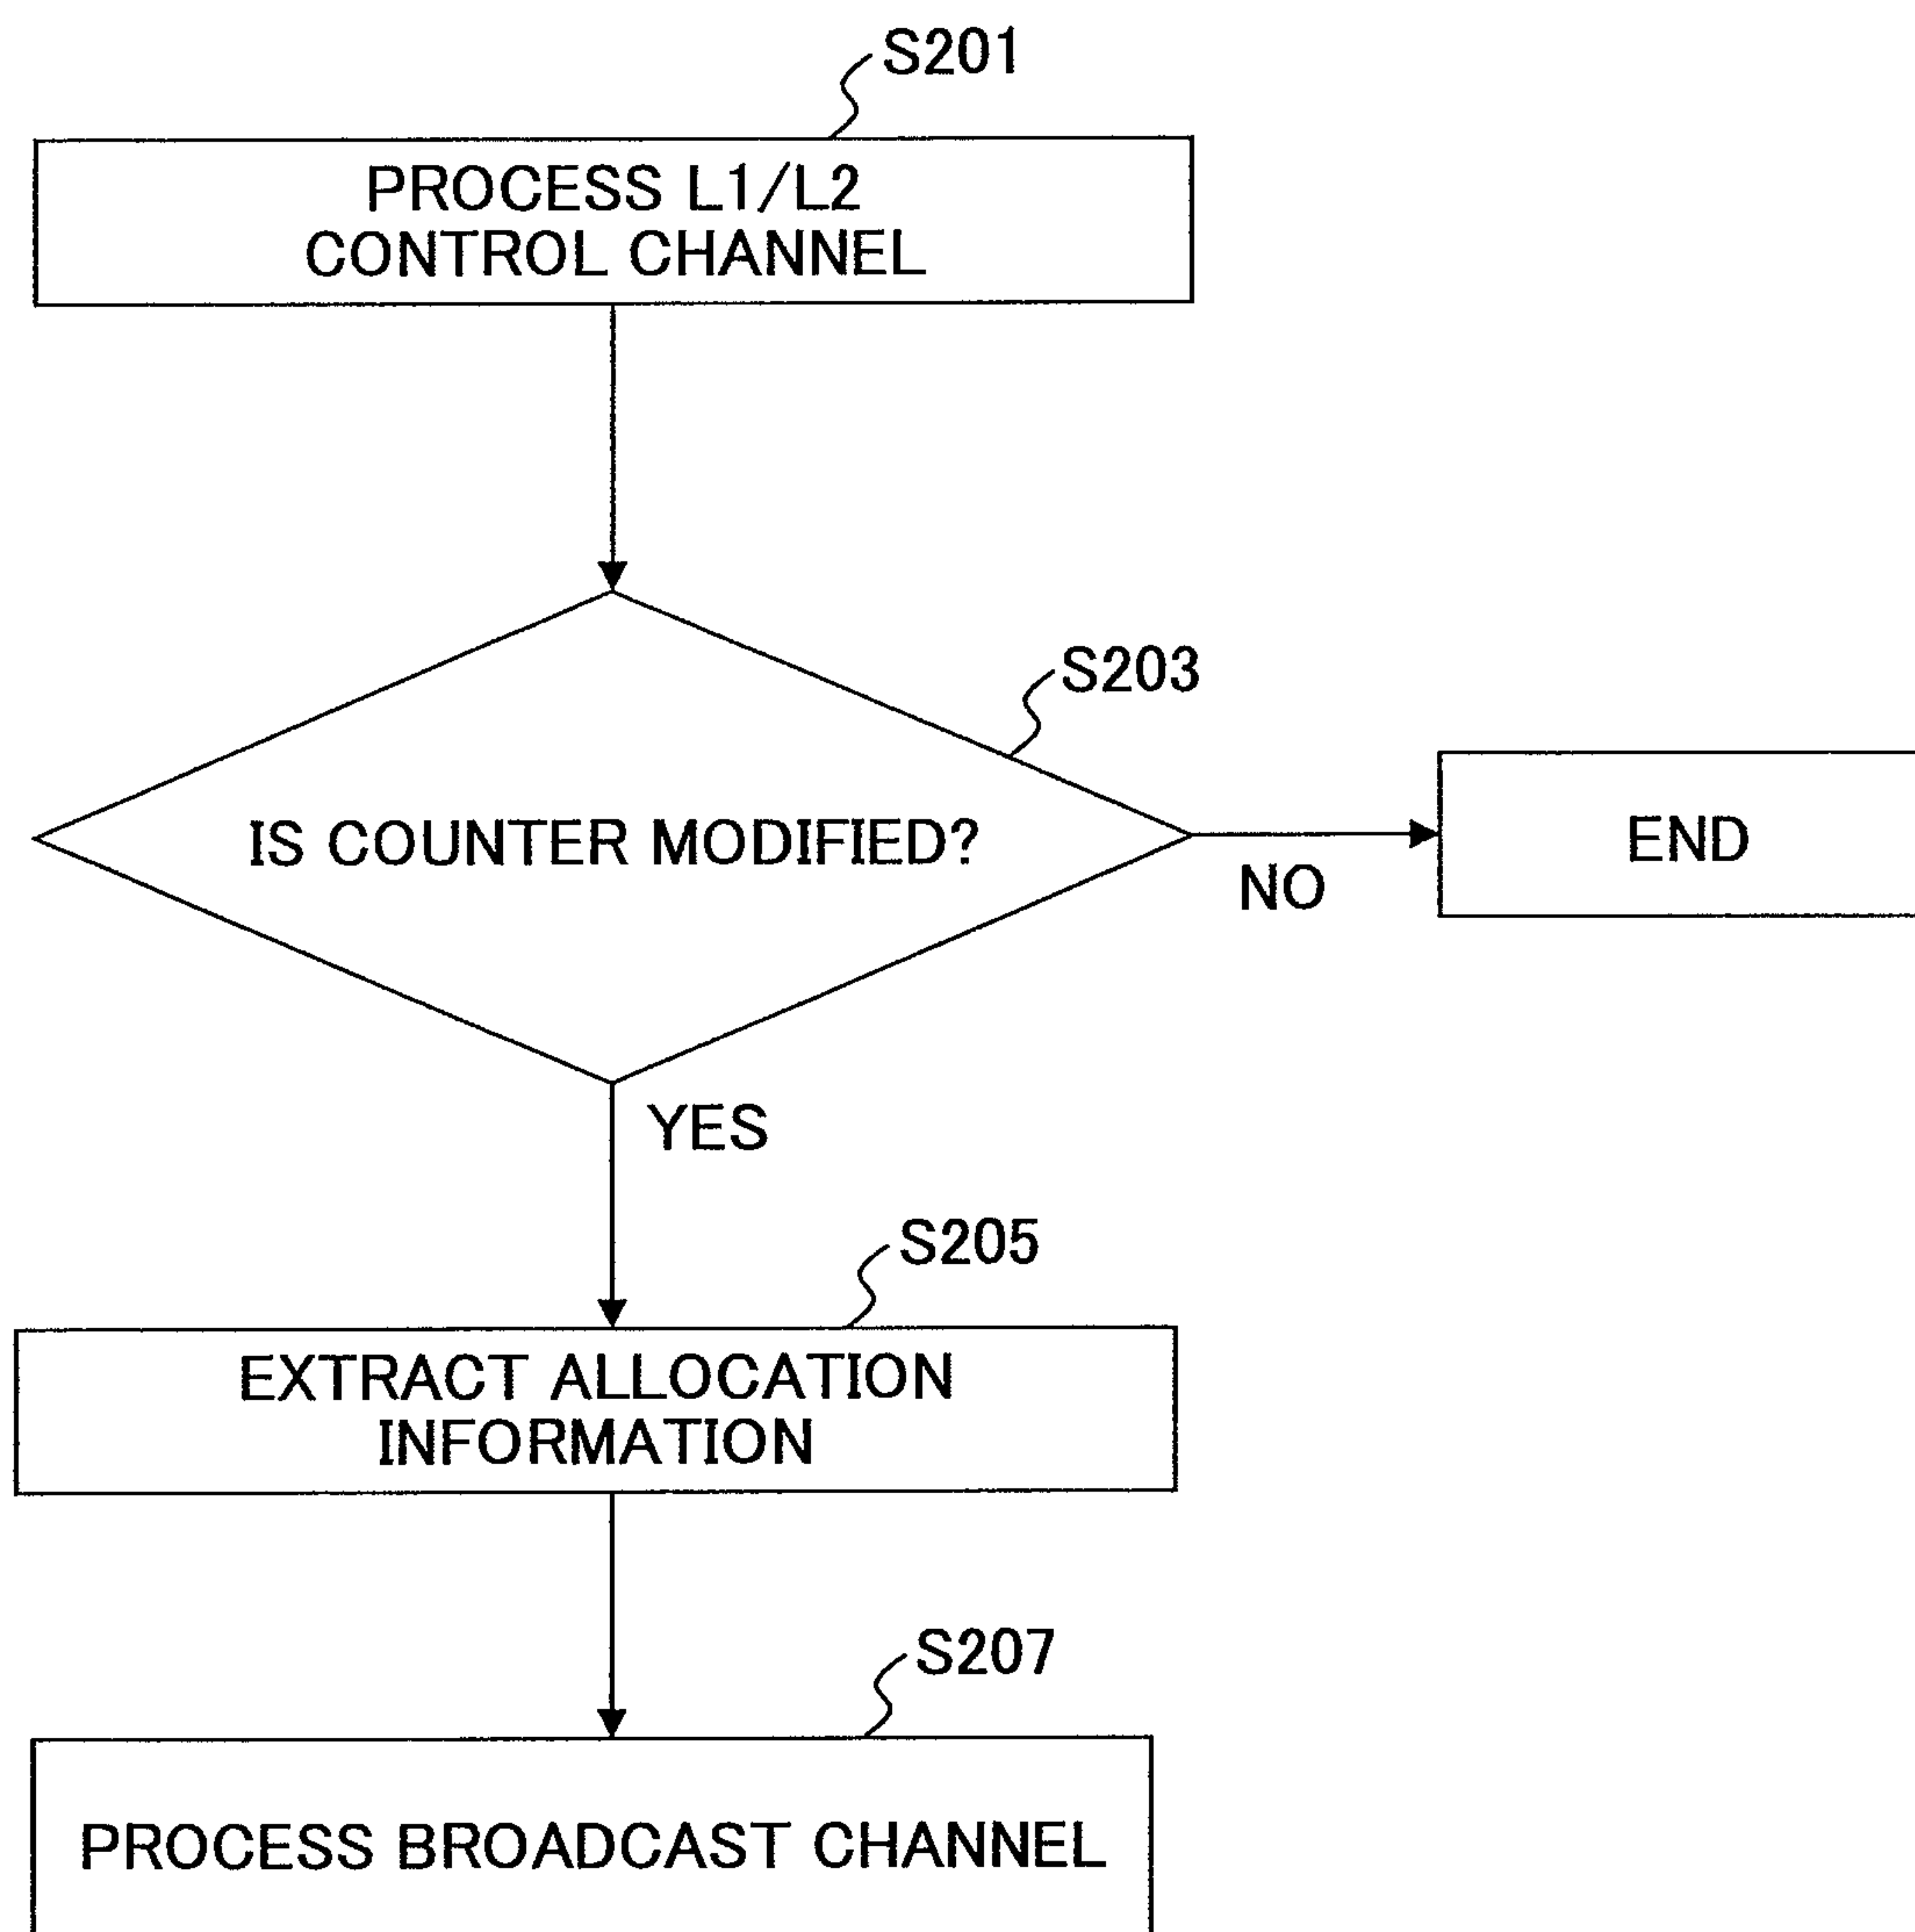 S201
PROCESS L1/L2
CONTROL CHANNEL
S203
IS COUNTER MODIFIED?
END
NO
YES
S205
EXTRACT ALLOCATION
INFORMATION
S207
PROCESS BROADCAST CHANNEL